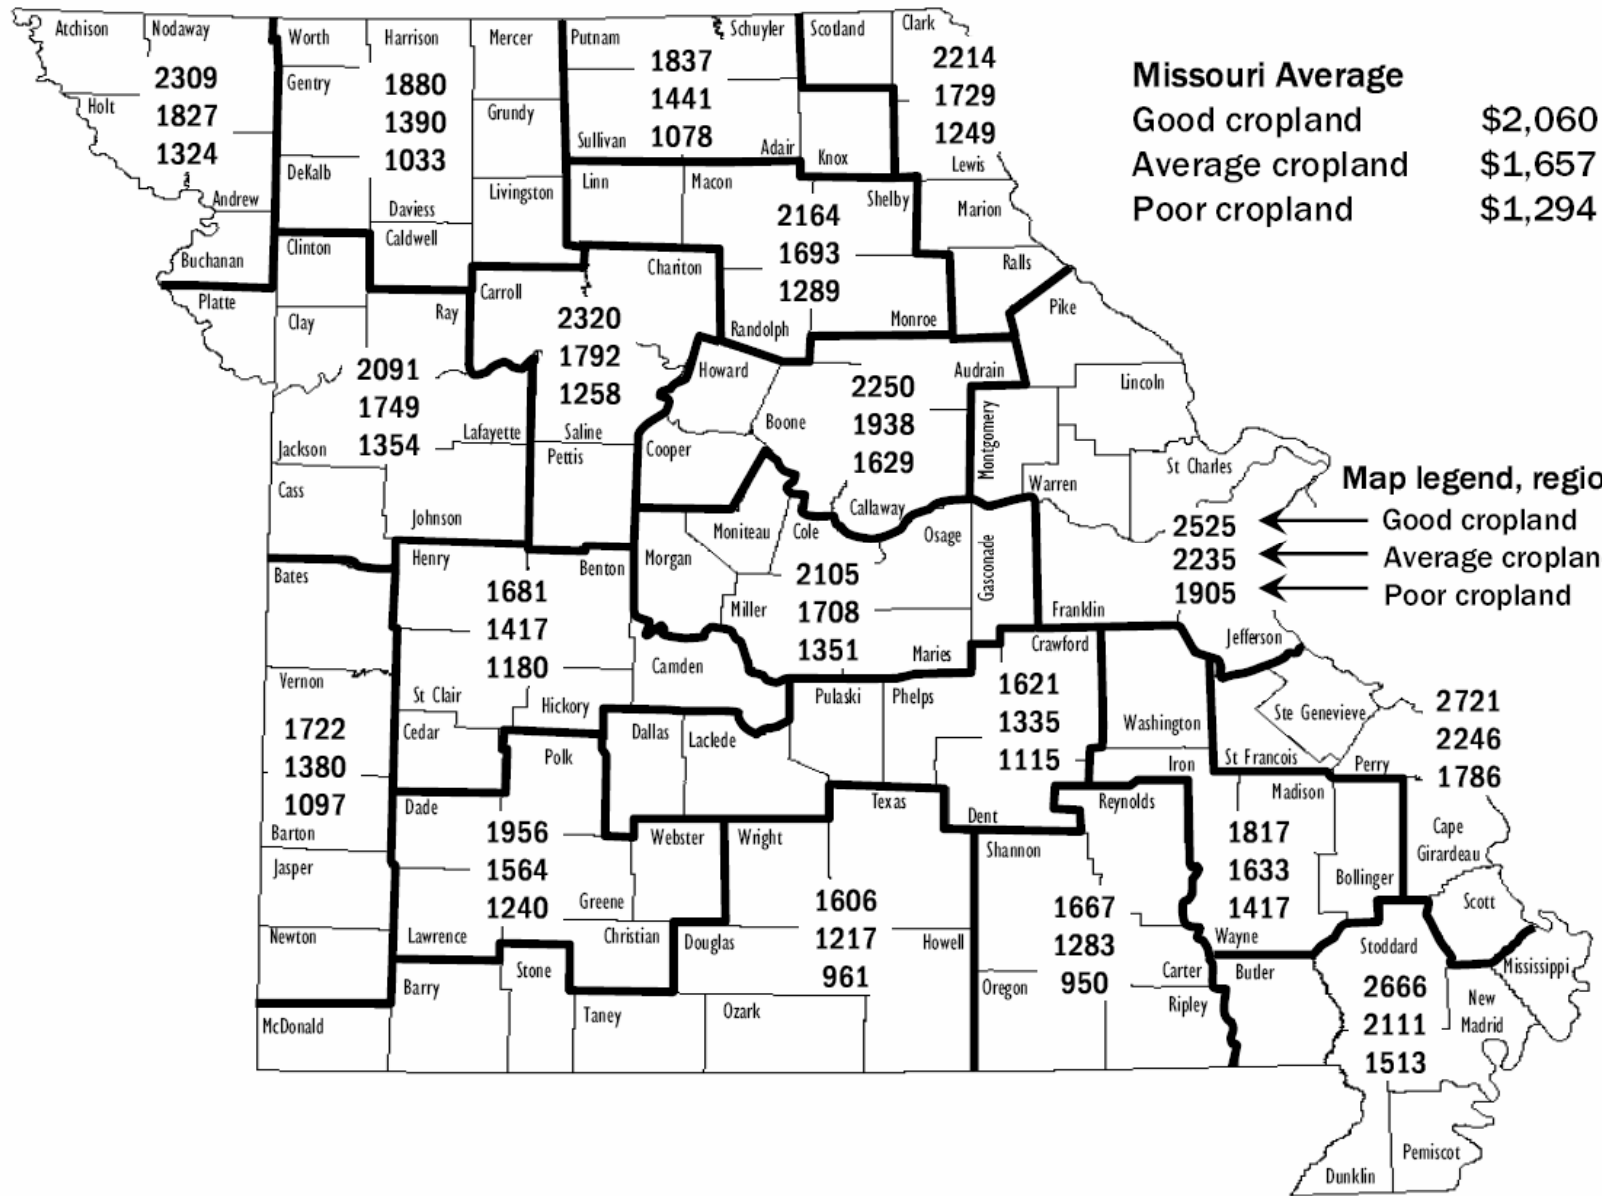 Atchison
Nodaway
Worth
Harrison
Mercer
Putnam
Schuyler
Scotland
Clark
2309
1827
1324
Holt
Gentry
1880
1390
1033
Grundy
1837
1441
1078
Sullivan
Adair
Knox
2214
1729
1249
Lewis
Missouri Average
Good cropland $2,060
Average cropland $1,657
Poor cropland $1,294
Andrew
DeKalb
Daviess
Livingston
Linn
Macon
Shelby
Marion
Buchanan
Clinton
Caldwell
Chariton
2164
1693
1289
Randolph
Monroe
Ralls
Pike
Platte
Clay
Ray
Carroll
2320
1792
1258
Howard
Boone
Audrain
2250
1938
1629
Callaway
Montgomery
Lincoln
2091
1749
1354
Jackson
Lafayette
Saline
Pettis
Cooper
Warren
St Charles
Map legend, regio
2525 Good cropland
2235 Average croplan
1905 Poor cropland
Cass
Johnson
Henry
Benton
Morgan
Moniteau
Cole
Osage
Gasconade
Franklin
Jefferson
Bates
1681
1417
1180
Miller
2105
1708
1351
Maries
Crawford
Vernon
St Clair
Hickory
Camden
Pulaski
Phelps
1621
1335
1115
Washington
Ste Genevieve
2721
2246
1786
1722
1380
1097
Cedar
Polk
Dallas
Laclede
Iron
St Francois
Perry
Barton
Dade
Texas
Dent
Reynolds
Madison
Jasper
1956
1564
1240
Webster
Wright
Shannon
1817
1633
1417
Bollinger
Cape
Girardeau
Newton
Lawrence
Greene
Christian
Douglas
1606
1217
961
Howell
1667
1283
950
Wayne
Scott
Stoddard
Mississippi
McDonald
Barry
Stone
Taney
Ozark
Oregon
Carter
Ripley
Butler
2666
2111
1513
New
Madrid
Dunklin
Pemiscot